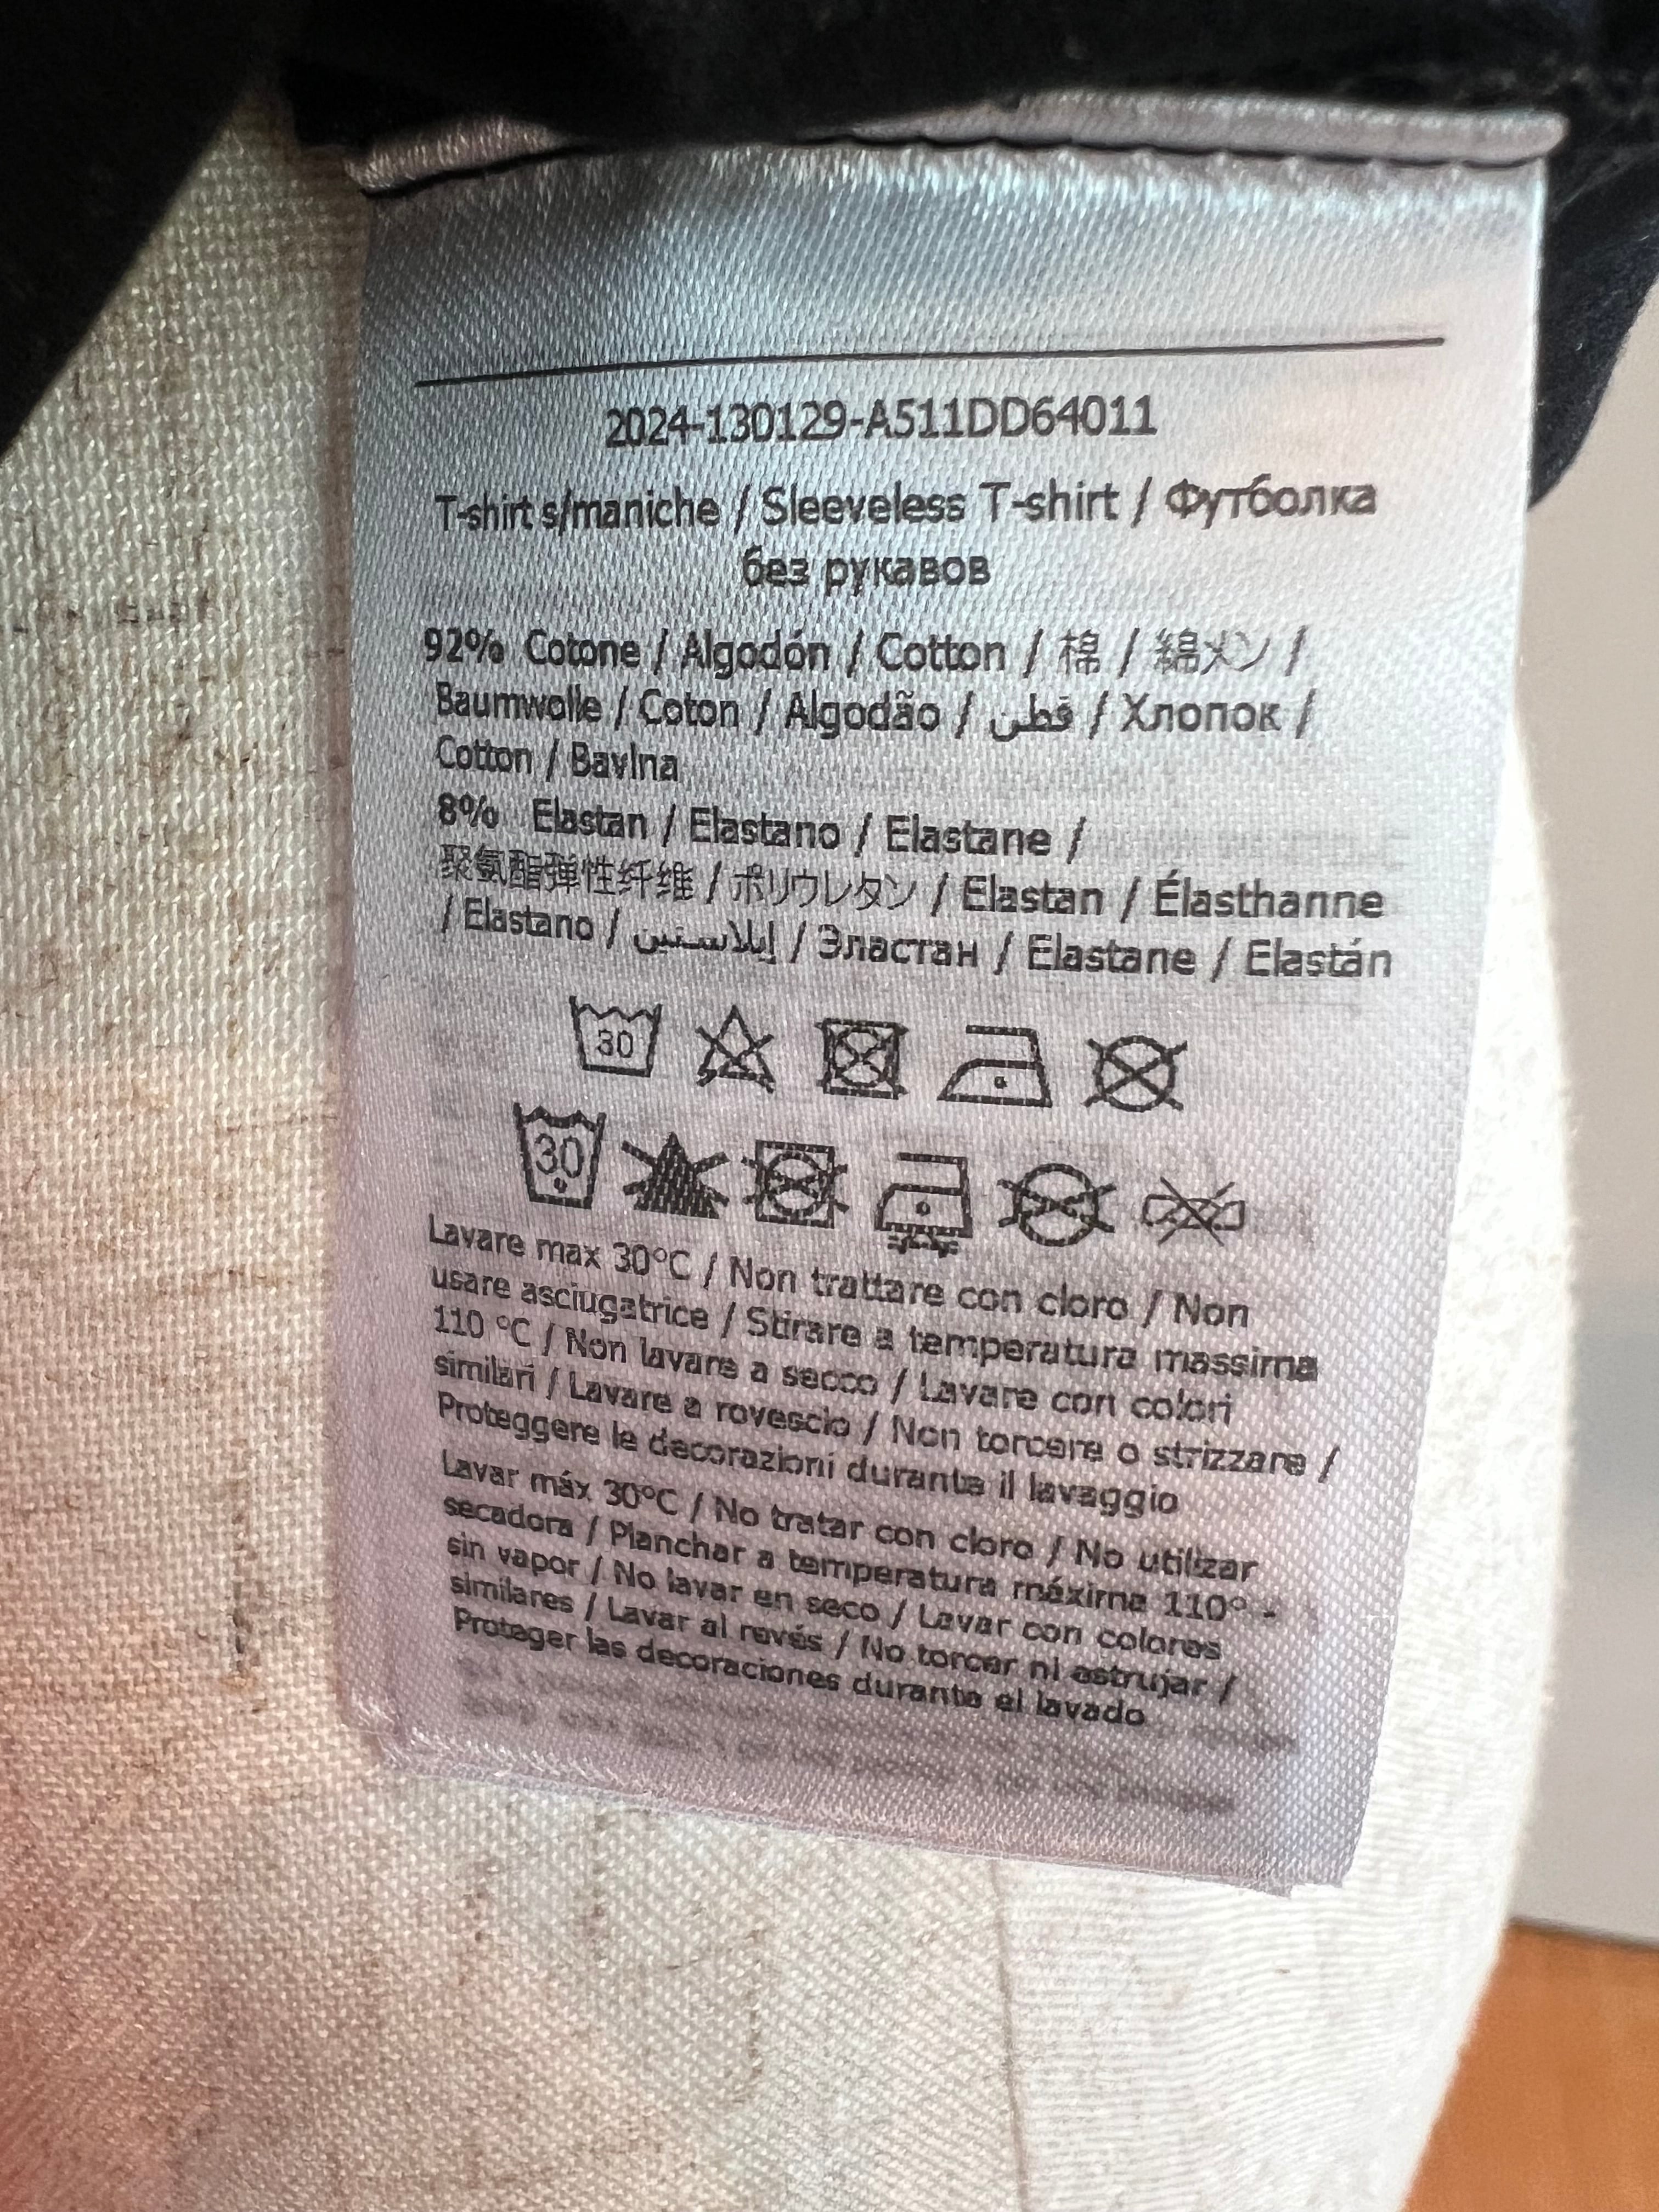 2024-130129-A511DD64011
T-shirt s/maniche / Sleeveless T-shirt / Футболка
без рукавов
92% Cotone / Algodón / Cotton / 棉 / 綿メン /
Baumwolle / Coton / Algodão / قطن / Хлопок /
Cotton / Bavlna
8% Elastan / Elastano / Elastane /
聚氨酯弹性纤维 / ポリウレタン / Elastan / Élasthanne
/ Elastano / إيلاستين / Эластан / Elastane / Elastán
30
30
Lavare max 30°C / Non trattare con cloro / Non
usare asciugatrice / Stirare a temperatura massima
110 °C / Non lavare a secco / Lavare con colori
similari / Lavare a rovescio / Non torcere o strizzare /
Proteggere le decorazioni durante il lavaggio
Lavar máx 30°C / No tratar con cloro / No utilizar
secadora / Planchar a temperatura máxima 110° -
sin vapor / No lavar en seco / Lavar con colores
similares / Lavar al revés / No torcer ni estrujar /
Proteger las decoraciones durante el lavado